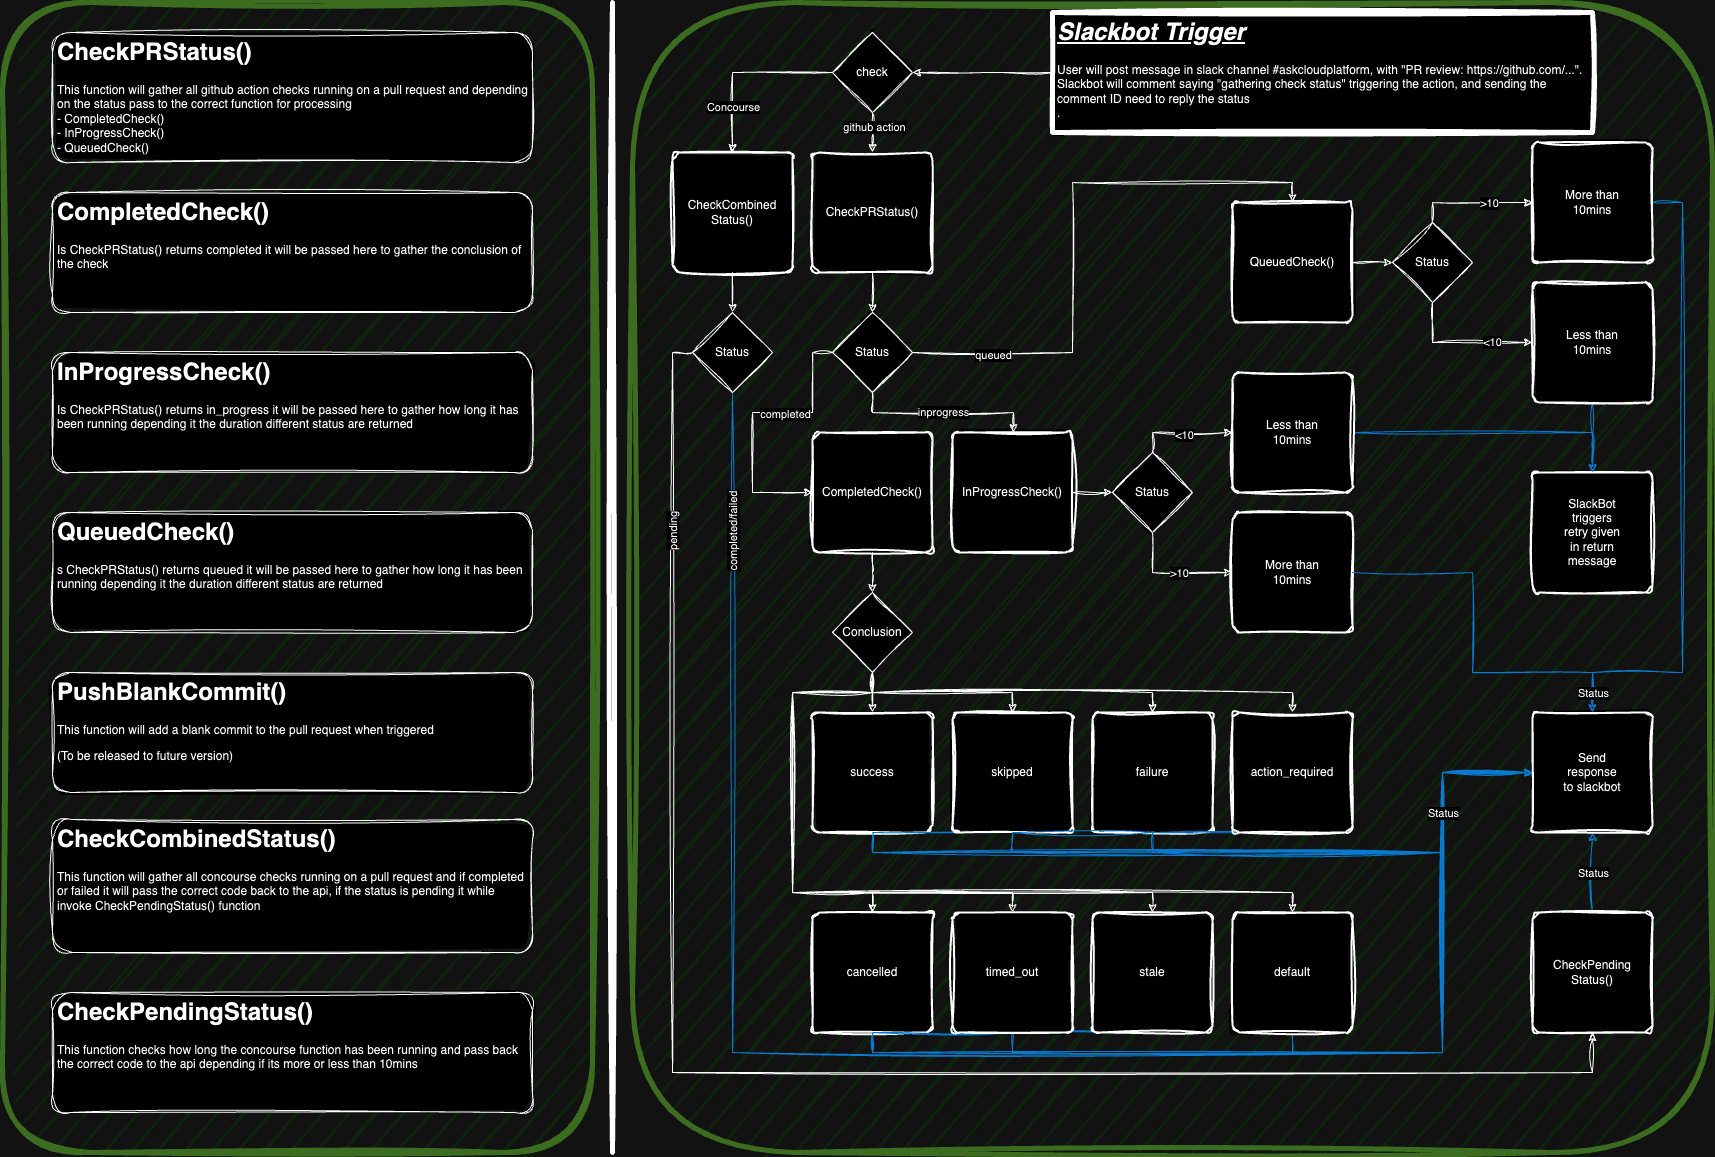 CheckPRStatus()
This function will gather all github action checks running on a pull request and depending
on the status pass to the correct function for processing
- CompletedCheck()
- InProgressCheck()
- QueuedCheck()
CompletedCheck()
Is CheckPRStatus() returns completed it will be passed here to gather the conclusion of
the check
InProgressCheck()
Is CheckPRStatus() returns in_progress it will be passed here to gather how long it has
been running depending it the duration different status are returned
QueuedCheck()
s CheckPRStatus() returns queued it will be passed here to gather how long it has been
running depending it the duration different status are returned
PushBlankCommit()
This function will add a blank commit to the pull request when triggered
(To be released to future version)
CheckCombinedStatus()
This function will gather all concourse checks running on a pull request and if completed
or failed it will pass the correct code back to the api, if the status is pending it while
invoke CheckPendingStatus() function
CheckPendingStatus()
This function checks how long the concourse function has been running and pass back
the correct code to the api depending if its more or less than 10mins
Slackbot Trigger
User will post message in slack channel #askcloudplatform, with "PR review: https://github.com/...".
Slackbot will comment saying "gathering check status" triggering the action, and sending the
comment ID need to reply the status
.
check
Concourse
github action
CheckCombined
Status()
CheckPRStatus()
QueuedCheck()
Status
>10
<10
More than
10mins
Less than
10mins
Status
Status
queued
completed
inprogress
pending
completed/failed
CompletedCheck()
InProgressCheck()
Status
<10
>10
Less than
10mins
More than
10mins
SlackBot
triggers
retry given
in return
message
Conclusion
Status
success
skipped
failure
action_required
Send
response
to slackbot
Status
Status
cancelled
timed_out
stale
default
CheckPending
Status()